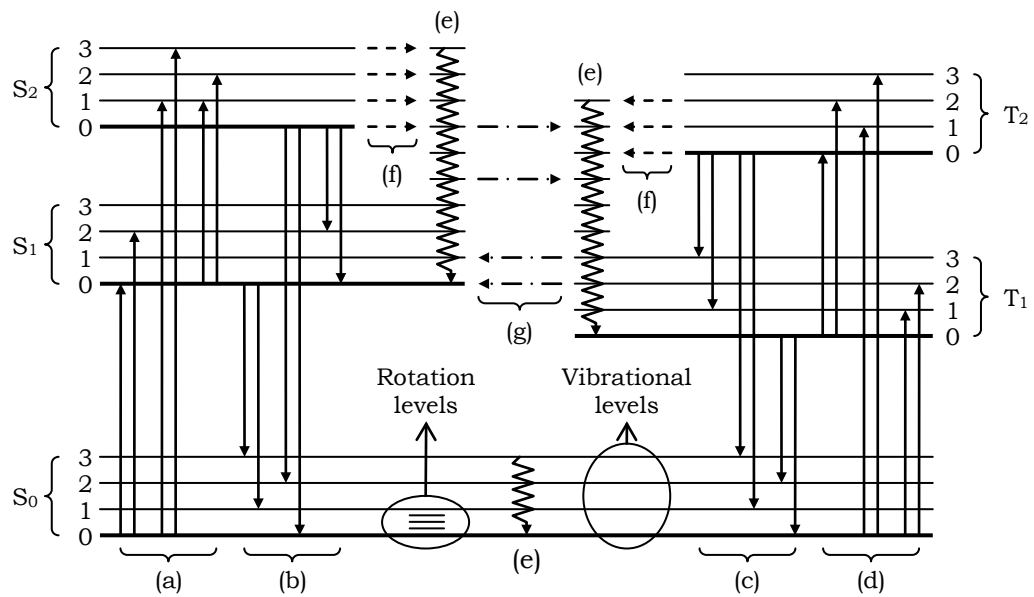 (e)
3
2
S2
1
0
(f)
(e)
3
2
T2
1
0
(f)
3
2
S1
1
0
(g)
3
2
T1
1
0
Rotation
levels
Vibrational
levels
3
2
S0
1
0
(a)
(b)
(e)
(c)
(d)